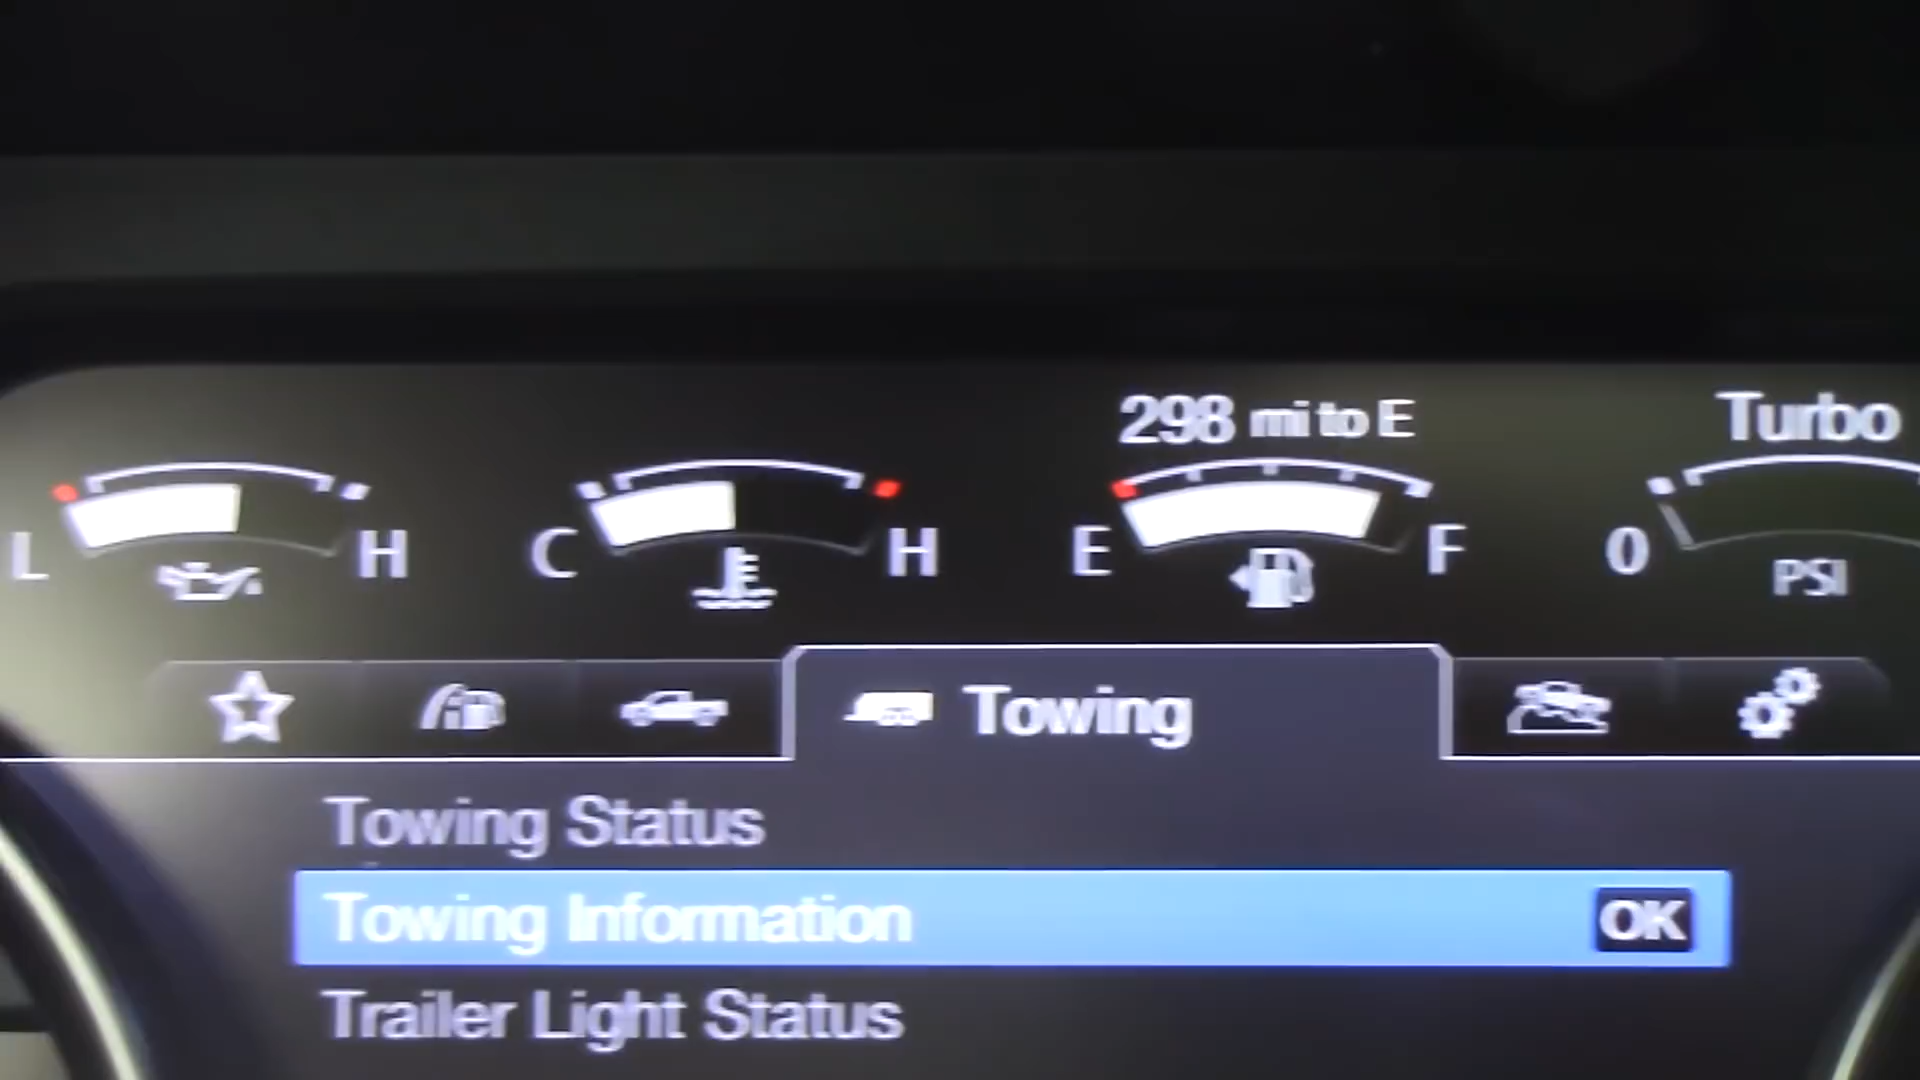 298 mi to E
Turbo
L H
C H
E F
0
PSI
Towing
Towing Status
Towing Information OK
Trailer Light Status